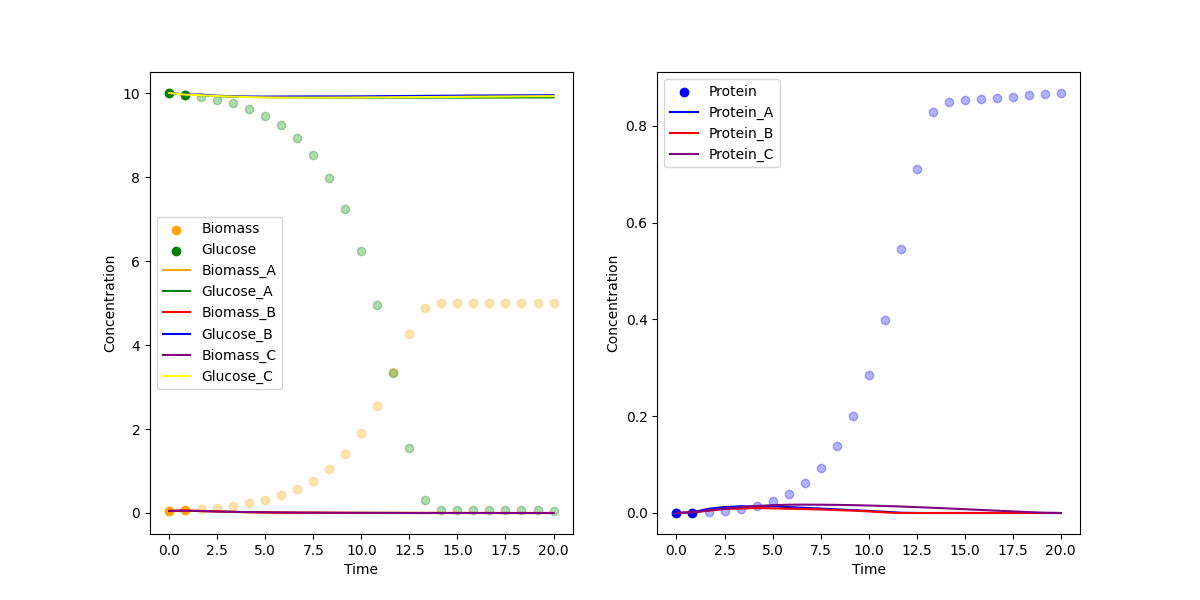 10
8
6
4
2
0
Concentration
Biomass
Glucose
Biomass_A
Glucose_A
Biomass_B
Glucose_B
Biomass_C
Glucose_C
0.0 2.5 5.0 7.5 10.0 12.5 15.0 17.5 20.0
Time
0.8
0.6
0.4
0.2
0.0
Concentration
Protein
Protein_A
Protein_B
Protein_C
0.0 2.5 5.0 7.5 10.0 12.5 15.0 17.5 20.0
Time